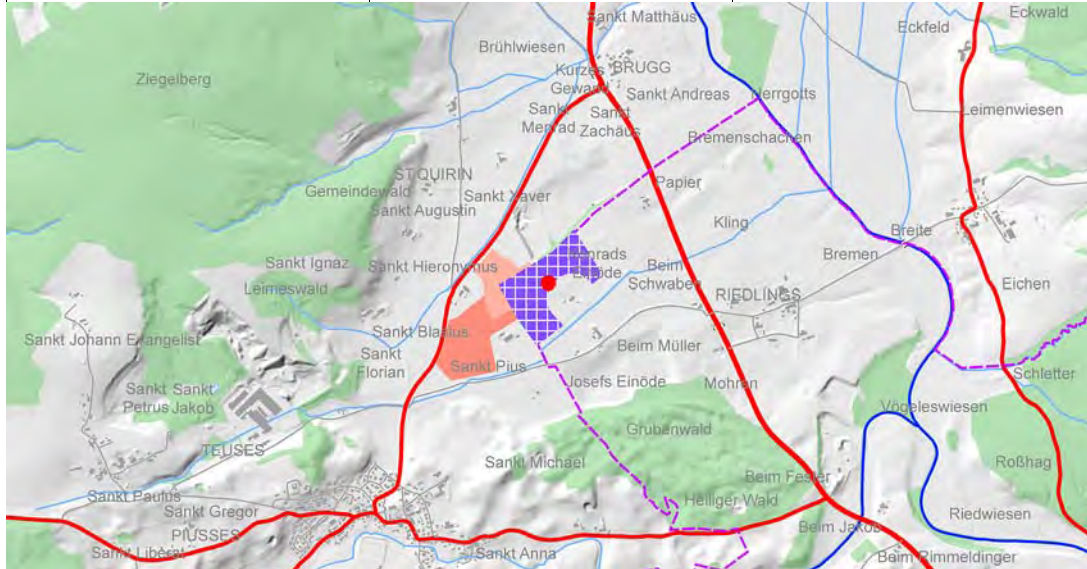 Sankt Matthäus
Eckwald
Eckfeld
Brühlwiesen
Ziegelberg
Kurzes
Gewand
BRUGG
Sankt Andreas
Herrgotts
Leimenwiesen
Sankt
Menrad
Sankt
Zachäus
Bremenschachen
ST.QUIRIN
Gemeindewald
Sankt Xaver
Papier
Sankt Augustin
Kling
Breite
Bremen
Sankt Ignaz
Sankt Hieronymus
Einöde
Beim
Schwaben
Leimeswald
Eichen
RIEDLINGS
Sankt Johann Evangelist
Sankt Blasius
Beim Müller
Sankt
Florian
Sankt Pius
Josefs Einöde
Mohren
Schletter
Sankt
Petrus
Sankt
Jakob
Vögeleswiesen
Grubenwald
TEUSES
Sankt Michael
Beim Fester
Roßhag
Sankt Paulus
Sankt Gregor
Heiliger Wald
Riedwiesen
PIUSSES
Beim Jakob
Sankt Liberat
Sankt Anna
Beim Rimmeldinger